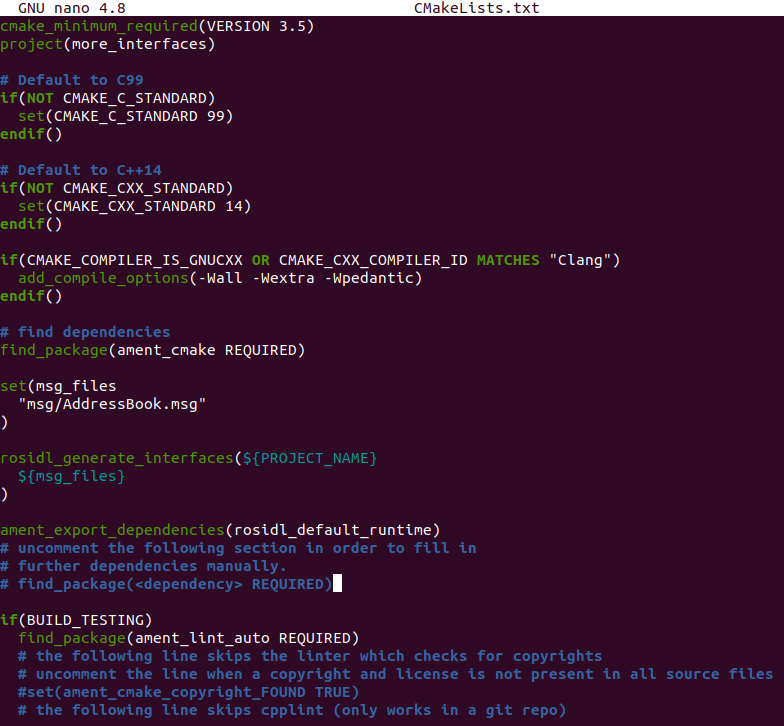 GNU nano 4.8 CMakeLists.txt
cmake_minimum_required(VERSION 3.5)
project(more_interfaces)

# Default to C99
if(NOT CMAKE_C_STANDARD)
  set(CMAKE_C_STANDARD 99)
endif()

# Default to C++14
if(NOT CMAKE_CXX_STANDARD)
  set(CMAKE_CXX_STANDARD 14)
endif()

if(CMAKE_COMPILER_IS_GNUCXX OR CMAKE_CXX_COMPILER_ID MATCHES "Clang")
  add_compile_options(-Wall -Wextra -Wpedantic)
endif()

# find dependencies
find_package(ament_cmake REQUIRED)

set(msg_files
  "msg/AddressBook.msg"
)

rosidl_generate_interfaces(${PROJECT_NAME}
  ${msg_files}
)

ament_export_dependencies(rosidl_default_runtime)
# uncomment the following section in order to fill in
# further dependencies manually.
# find_package(<dependency> REQUIRED)

if(BUILD_TESTING)
  find_package(ament_lint_auto REQUIRED)
  # the following line skips the linter which checks for copyrights
  # uncomment the line when a copyright and license is not present in all source files
  #set(ament_cmake_copyright_FOUND TRUE)
  # the following line skips cpplint (only works in a git repo)